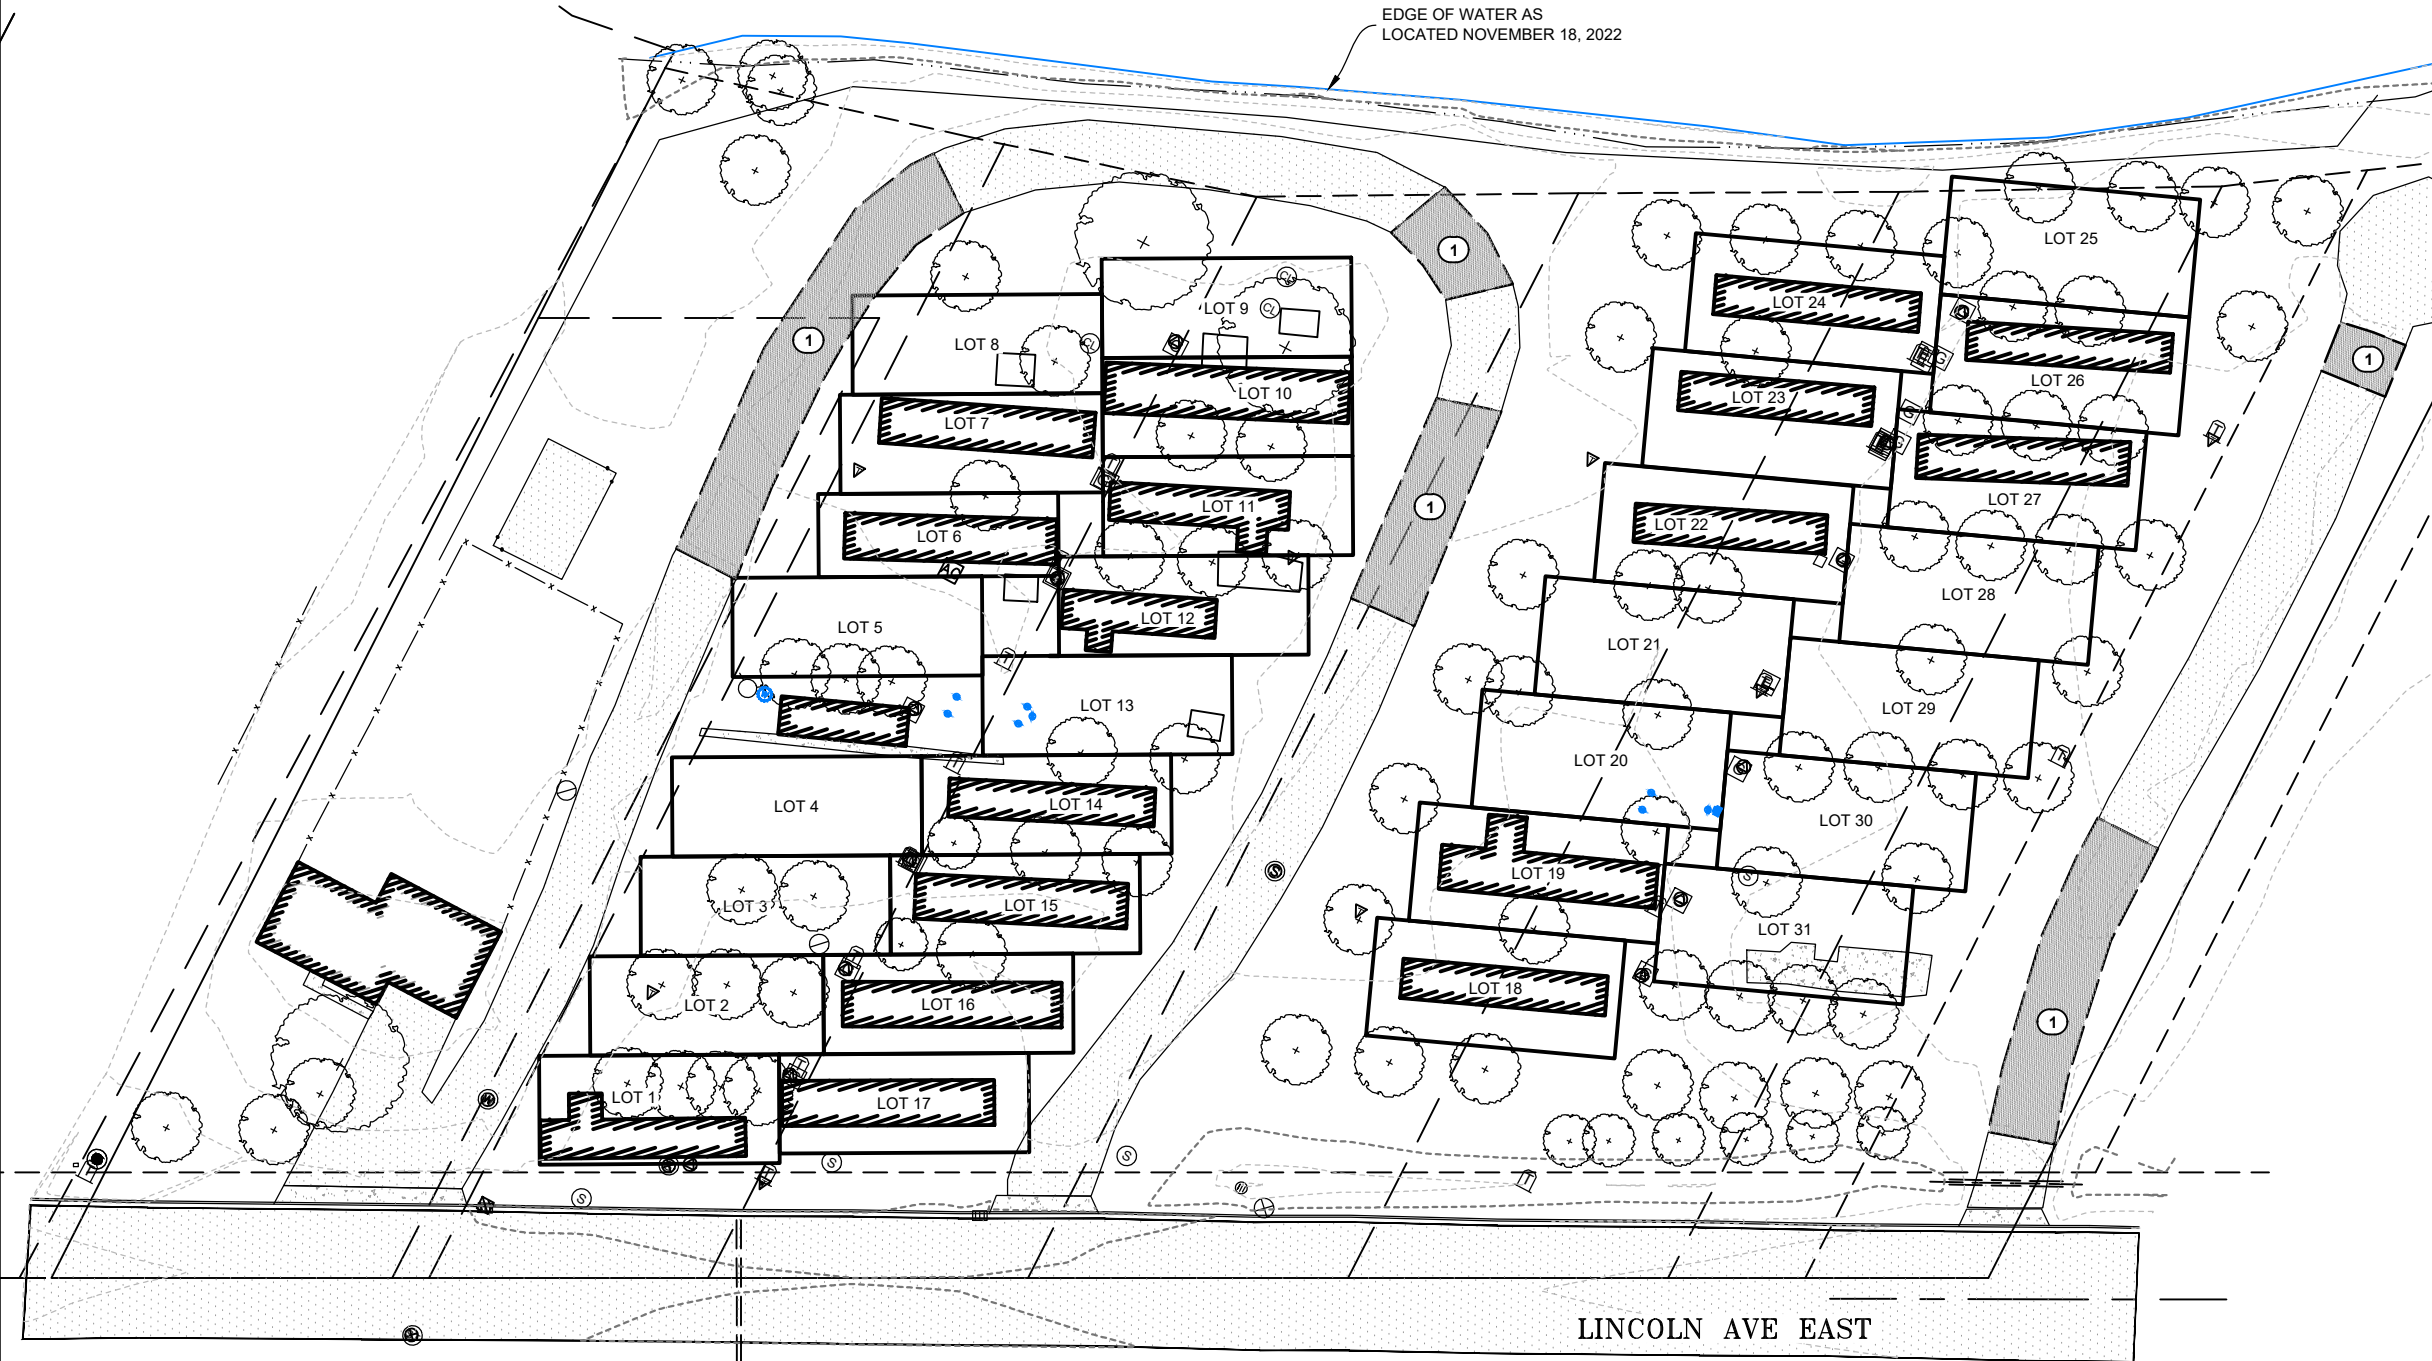 EDGE OF WATER AS
LOCATED NOVEMBER 18, 2022
LOT 25
1
LOT 24
LOT 9
CL
CL
1
LOT 8
CL
1
LOT 26
LOT 10
LOT 23
G
G
LOT 7
G
LOT 27
LOT 11
1
LOT 22
LOT 6
AC
LOT 28
LOT 12
LOT 5
LOT 21
LOT 13
LOT 29
LOT 20
T
LOT 4
LOT 14
LOT 30
LOT 19
S
LOT 3
LOT 15
LOT 31
LOT 18
LOT 2
LOT 16
1
LOT 1
LOT 17
S
S
S
T
LINCOLN AVE EAST